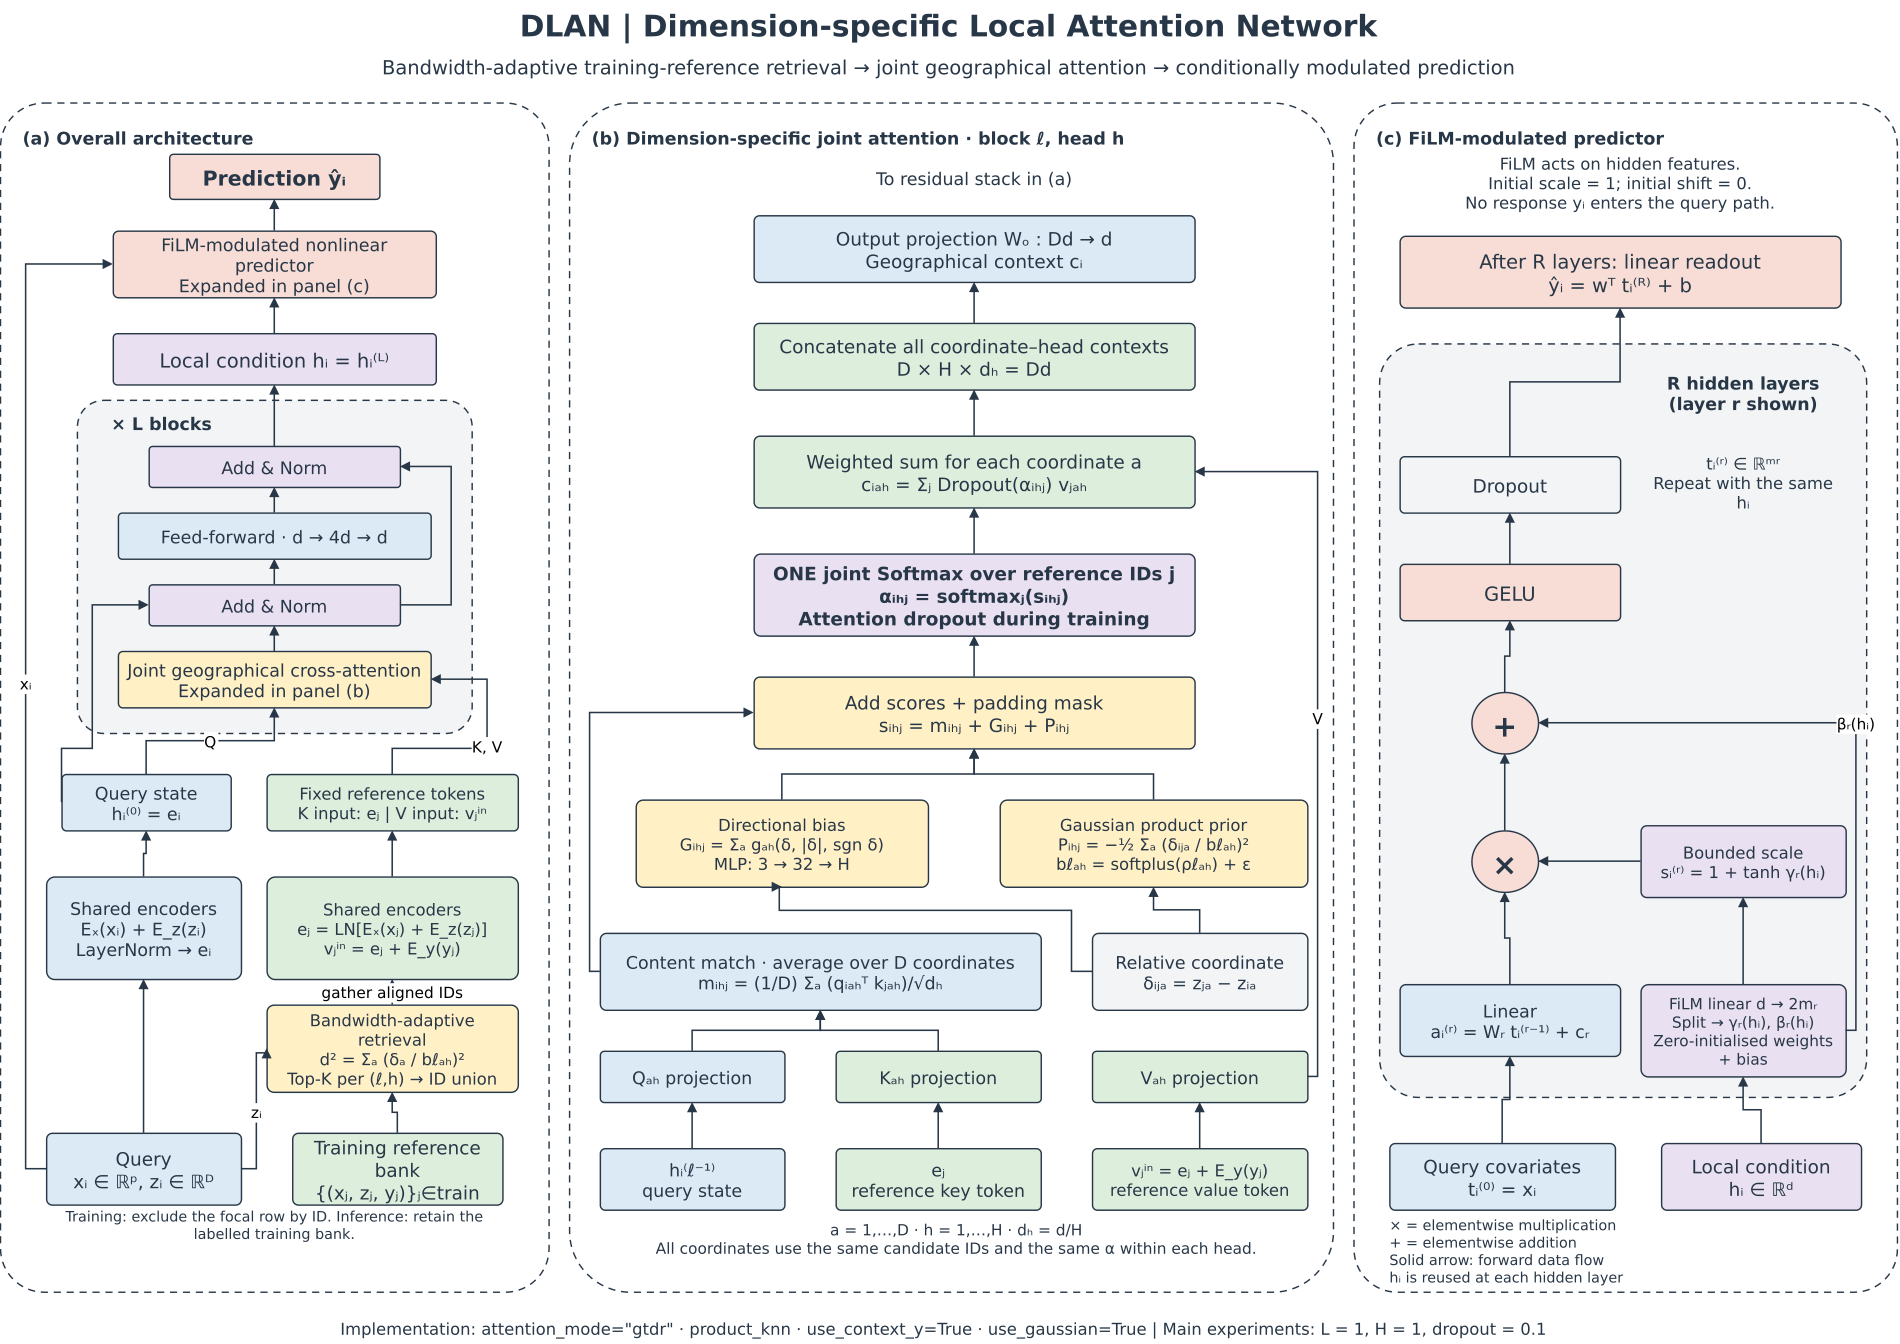 DLAN | Dimension-specific Local Attention Network
Bandwidth-adaptive training-reference retrieval → joint geographical attention → conditionally modulated prediction
(a) Overall architecture
Prediction ŷᵢ
FiLM-modulated nonlinear
predictor
Expanded in panel (c)
Local condition hᵢ = hᵢ⁽ᴸ⁾
× L blocks
Add & Norm
Feed-forward · d → 4d → d
Add & Norm
Joint geographical cross-attention
Expanded in panel (b)
xᵢ
Q
K, V
Query state
hᵢ⁽⁰⁾ = eᵢ
Fixed reference tokens
K input: eⱼ | V input: vⱼⁱⁿ
Shared encoders
Eₓ(xᵢ) + E_z(zᵢ)
LayerNorm → eᵢ
Shared encoders
eⱼ = LN[Eₓ(xⱼ) + E_z(zⱼ)]
vⱼⁱⁿ = eⱼ + E_y(yⱼ)
gather aligned IDs
Bandwidth-adaptive
retrieval
d² = Σₐ (δₐ / bℓₐₕ)²
Top-K per (ℓ,h) → ID union
zᵢ
Query
xᵢ ∈ ℝᵖ, zᵢ ∈ ℝᴰ
Training reference
bank
{(xⱼ, zⱼ, yⱼ)}ⱼ∈train
Training: exclude the focal row by ID. Inference: retain the
labelled training bank.
(b) Dimension-specific joint attention · block ℓ, head h
To residual stack in (a)
Output projection Wₒ : Dd → d
Geographical context cᵢ
Concatenate all coordinate–head contexts
D × H × dₕ = Dd
Weighted sum for each coordinate a
cᵢₐₕ = Σⱼ Dropout(αᵢₕⱼ) vⱼₐₕ
ONE joint Softmax over reference IDs j
αᵢₕⱼ = softmaxⱼ(sᵢₕⱼ)
Attention dropout during training
Add scores + padding mask
sᵢₕⱼ = mᵢₕⱼ + Gᵢₕⱼ + Pᵢₕⱼ
V
Directional bias
Gᵢₕⱼ = Σₐ gₐₕ(δ, |δ|, sgn δ)
MLP: 3 → 32 → H
Gaussian product prior
Pᵢₕⱼ = −½ Σₐ (δᵢⱼₐ / bℓₐₕ)²
bℓₐₕ = softplus(ρℓₐₕ) + ε
Content match · average over D coordinates
mᵢₕⱼ = (1/D) Σₐ (qᵢₐₕᵀ kⱼₐₕ)/√dₕ
Relative coordinate
δᵢⱼₐ = zⱼₐ − zᵢₐ
Qₐₕ projection
Kₐₕ projection
Vₐₕ projection
hᵢ⁽ℓ⁻¹⁾
query state
eⱼ
reference key token
vⱼⁱⁿ = eⱼ + E_y(yⱼ)
reference value token
a = 1,…,D · h = 1,…,H · dₕ = d/H
All coordinates use the same candidate IDs and the same α within each head.
(c) FiLM-modulated predictor
FiLM acts on hidden features.
Initial scale = 1; initial shift = 0.
No response yᵢ enters the query path.
After R layers: linear readout
ŷᵢ = wᵀ tᵢ⁽ᴿ⁾ + b
R hidden layers
(layer r shown)
tᵢ⁽ʳ⁾ ∈ ℝᵐʳ
Repeat with the same
hᵢ
Dropout
GELU
+
βᵣ(hᵢ)
×
Bounded scale
sᵢ⁽ʳ⁾ = 1 + tanh γᵣ(hᵢ)
Linear
aᵢ⁽ʳ⁾ = Wᵣ tᵢ⁽ʳ⁻¹⁾ + cᵣ
FiLM linear d → 2mᵣ
Split → γᵣ(hᵢ), βᵣ(hᵢ)
Zero-initialised weights
+ bias
Query covariates
tᵢ⁽⁰⁾ = xᵢ
Local condition
hᵢ ∈ ℝᵈ
× = elementwise multiplication
+ = elementwise addition
Solid arrow: forward data flow
hᵢ is reused at each hidden layer
Implementation: attention_mode="gtdr" · product_knn · use_context_y=True · use_gaussian=True | Main experiments: L = 1, H = 1, dropout = 0.1